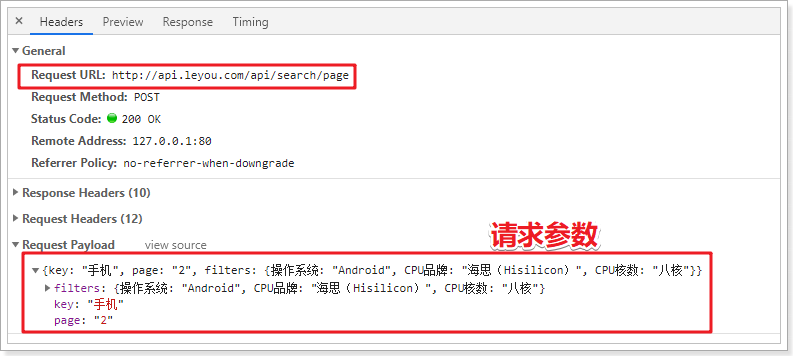 × Headers Preview Response Timing
▼General
Request URL: http://api.leyou.com/api/search/page
Request Method: POST
Status Code: 200 OK
Remote Address: 127.0.0.1:80
Referrer Policy: no-referrer-when-downgrade
▶Response Headers (10)
▶Request Headers (12)
请求参数
▼Request Payload view source
▼{key: "手机", page: "2", filters: {操作系统: "Android", CPU品牌: "海思（Hisilicon）", CPU核数: "八核"}}
▶filters: {操作系统: "Android", CPU品牌: "海思（Hisilicon）", CPU核数: "八核"}
key: "手机"
page: "2"